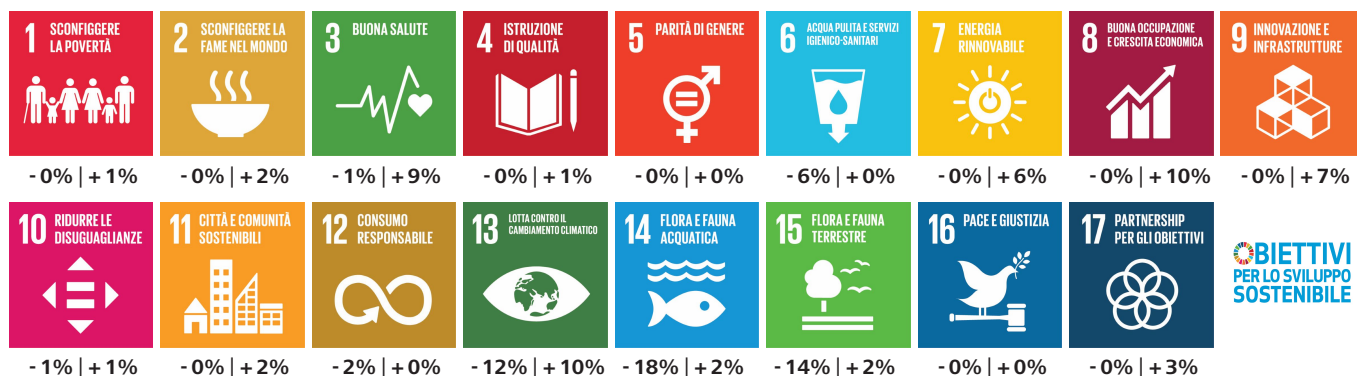 1 SCONFIGGERE
LA POVERTÀ
2 SCONFIGGERE LA
FAME NEL MONDO
3 BUONA SALUTE
4 ISTRUZIONE
DI QUALITÀ
5 PARITÀ DI GENERE
6 ACQUA PULITA E SERVIZI
IGIENICO-SANITARI
7 ENERGIA
RINNOVABILE
8 BUONA OCCUPAZIONE
E CRESCITA ECONOMICA
9 INNOVAZIONE E
INFRASTRUTTURE
- 0% | + 1%
- 0% | + 2%
- 1% | + 9%
- 0% | + 1%
- 0% | + 0%
- 6% | + 0%
- 0% | + 6%
- 0% | + 10%
- 0% | + 7%
10 RIDURRE LE
DISUGUAGLIANZE
11 CITTÀ E COMUNITÀ
SOSTENIBILI
12 CONSUMO
RESPONSABILE
13 LOTTA CONTRO IL
CAMBIAMENTO CLIMATICO
14 FLORA E FAUNA
ACQUATICA
15 FLORA E FAUNA
TERRESTRE
16 PACE E GIUSTIZIA
17 PARTNERSHIP
PER GLI OBIETTIVI
OBIETTIVI
PER LO SVILUPPO
SOSTENIBILE
- 1% | + 1%
- 0% | + 2%
- 2% | + 0%
- 12% | + 10%
- 18% | + 2%
- 14% | + 2%
- 0% | + 0%
- 0% | + 3%